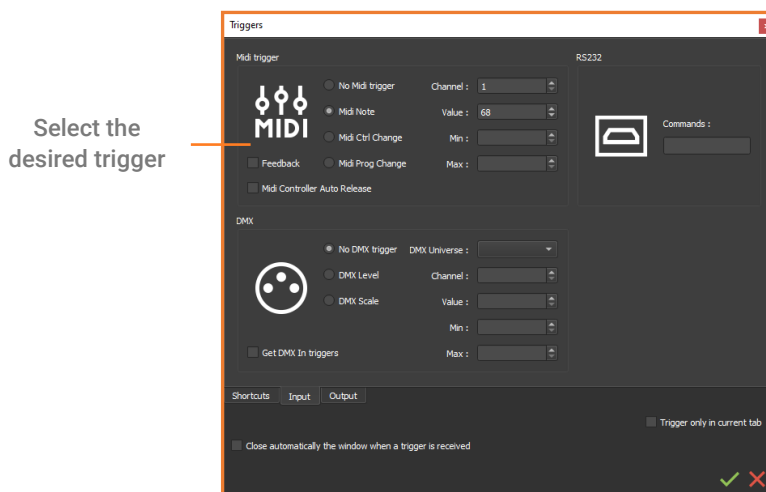 Triggers
Midi trigger
RS232
No Midi trigger
Channel :
1
MIDI
Midi Note
Value :
68
Commands :
Midi Ctrl Change
Min :
Select the
desired trigger
Feedback
Midi Prog Change
Max :
Midi Controller Auto Release
DMX
No DMX trigger
DMX Universe :
DMX Level
Channel :
DMX Scale
Value :
Min :
Get DMX In triggers
Max :
Shortcuts
Input
Output
Trigger only in current tab
Close automatically the window when a trigger is received